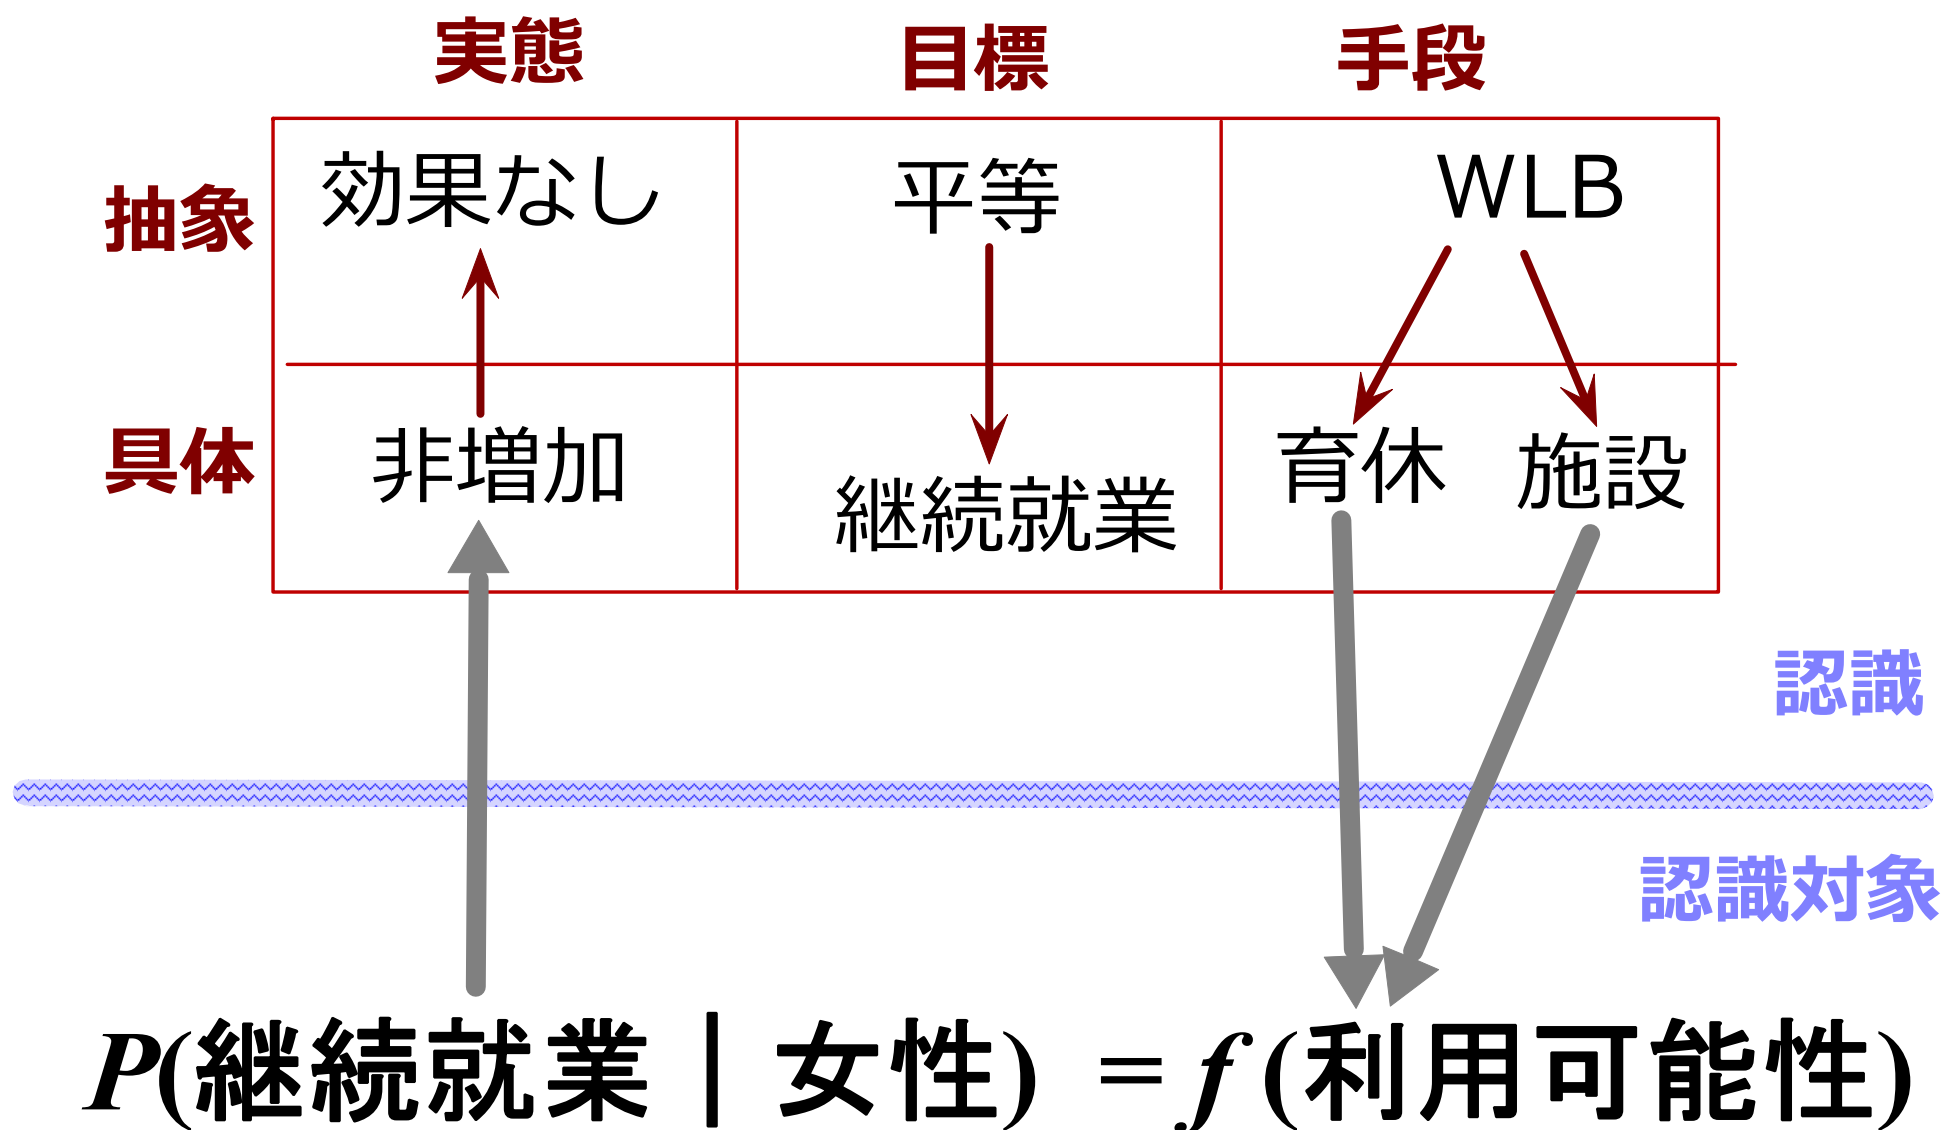 実態 目標 手段
抽象 効果なし 平等 WLB
具体 非増加 継続就業 育休 施設
認識
認識対象
P(継続就業｜女性) = f (利用可能性)